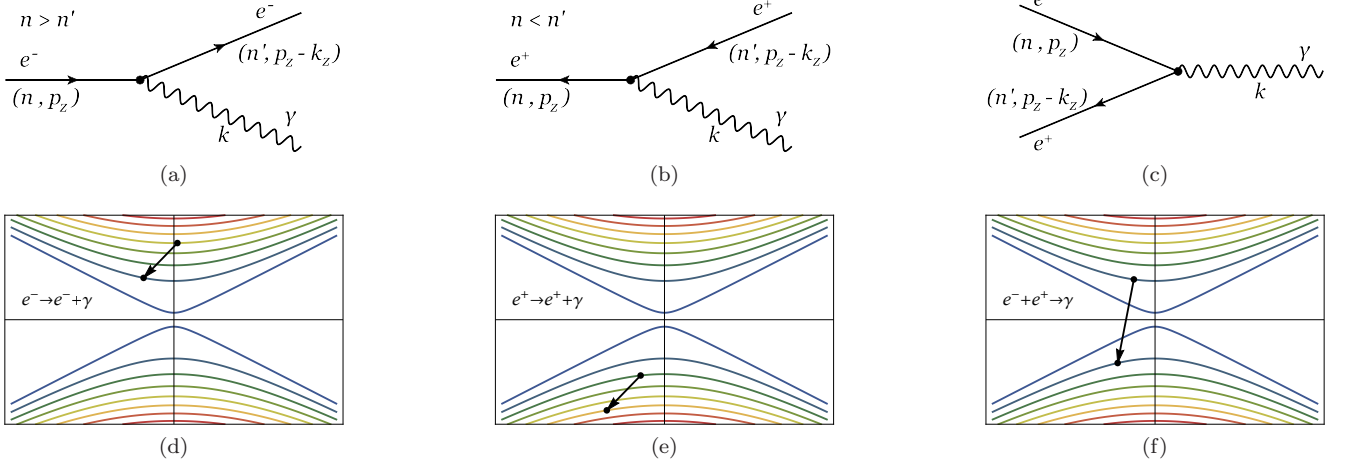 n > n'
e⁻
e⁻
(n', p_z - k_z)
(n, p_z)
γ
k
(a)
n < n'
e⁺
e⁺
(n', p_z - k_z)
(n, p_z)
γ
k
(b)
e
(n, p_z)
γ
(n', p_z - k_z)
k
e⁺
(c)
e⁻→e⁻+γ
(d)
e⁺→e⁺+γ
(e)
e⁻+e⁺→γ
(f)